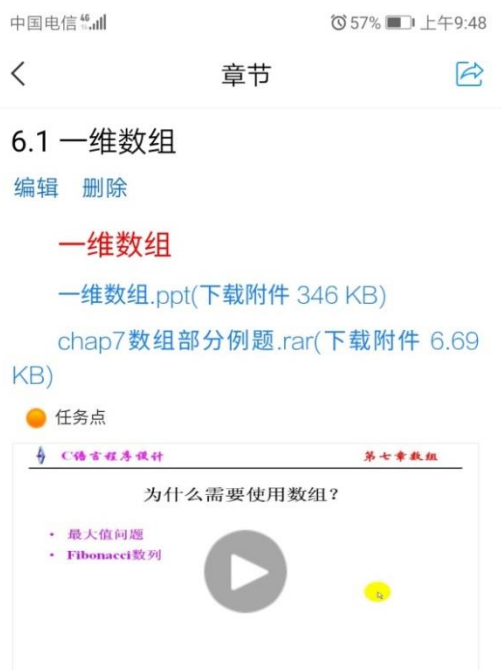 中国电信 4G 57% 上午9:48
章节
6.1 一维数组
编辑 删除
一维数组
一维数组.ppt(下载附件 346 KB)
chap7数组部分例题.rar(下载附件 6.69
KB)
任务点
C语言程序设计 第七章数组
为什么需要使用数组？
• 最大值问题
• Fibonacci数列